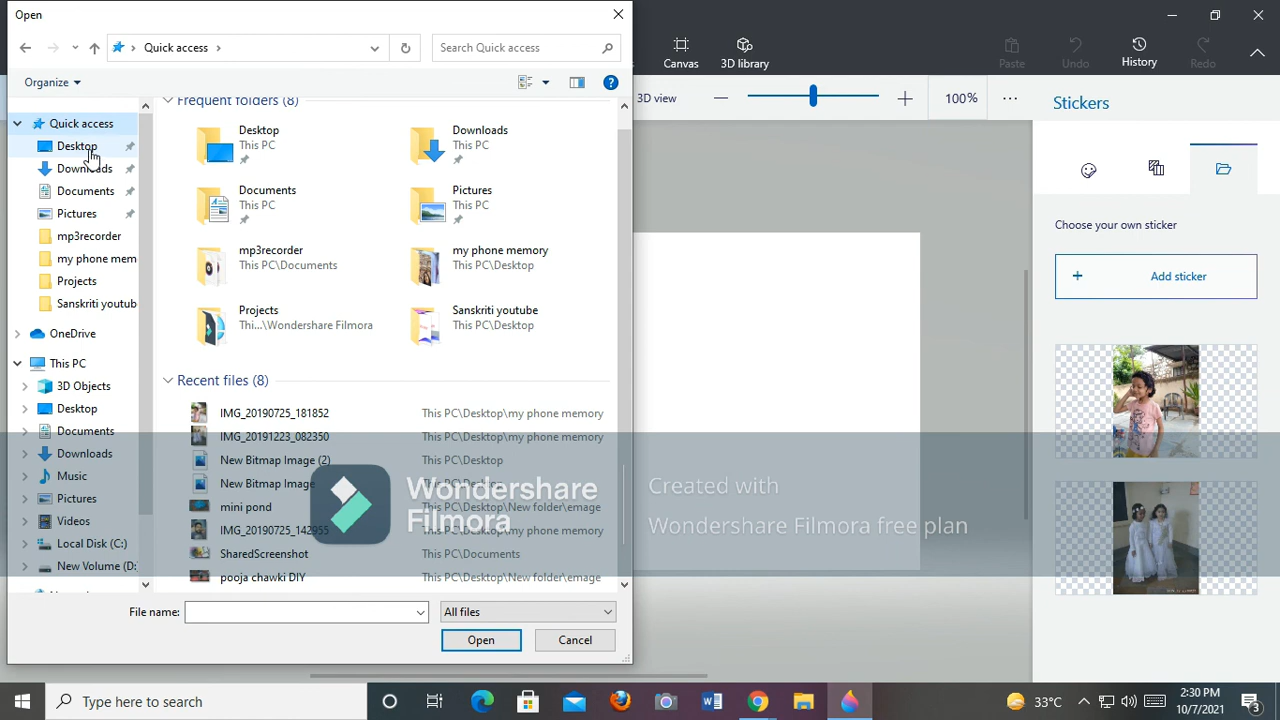 Open
Quick access
Search Quick access
Canvas
3D library
Paste
Undo
History
Redo
Organize
3D view
100%
Stickers
Quick access
Desktop
Downloads
Documents
Pictures
mp3recorder
my phone mem
Projects
Sanskriti youtub
OneDrive
This PC
3D Objects
Desktop
Documents
Downloads
Music
Pictures
Videos
Local Disk (C:)
New Volume (D:
Frequent folders (8)
Desktop
This PC
Downloads
This PC
Documents
This PC
Pictures
This PC
mp3recorder
This PC\Documents
my phone memory
This PC\Desktop
Projects
Thi...\Wondershare Filmora
Sanskriti youtube
This PC\Desktop
Recent files (8)
IMG_20190725_181852 This PC\Desktop\my phone memory
IMG_20191223_082350 This PC\Desktop\my phone memory
New Bitmap Image (2) This PC\Desktop
New Bitmap Image This PC\Desktop
mini pond This PC\Desktop\New folder\emage
IMG_20190725_142955 This PC\Desktop\my phone memory
SharedScreenshot This PC\Documents
pooja chawki DIY This PC\Desktop\New folder\emage
File name:
All files
Open
Cancel
Choose your own sticker
+ Add sticker
Wondershare
Filmora
Created with
Wondershare Filmora free plan
Type here to search
33°C
2:30 PM
10/7/2021
3